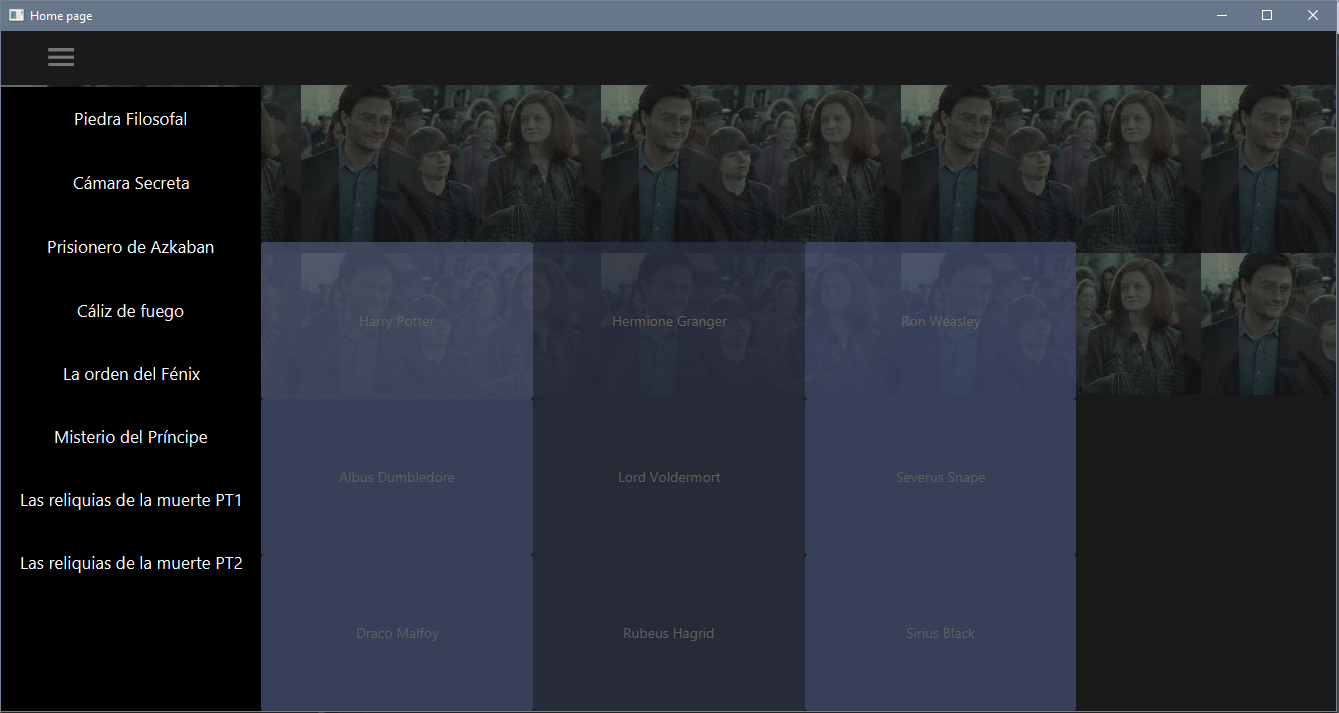 Home page
Piedra Filosofal
Cámara Secreta
Prisionero de Azkaban
Cáliz de fuego
La orden del Fénix
Misterio del Príncipe
Las reliquias de la muerte PT1
Las reliquias de la muerte PT2
Harry Potter
Hermione Granger
Ron Weasley
Albus Dumbledore
Lord Voldermort
Severus Snape
Draco Malfoy
Rubeus Hagrid
Sirius Black